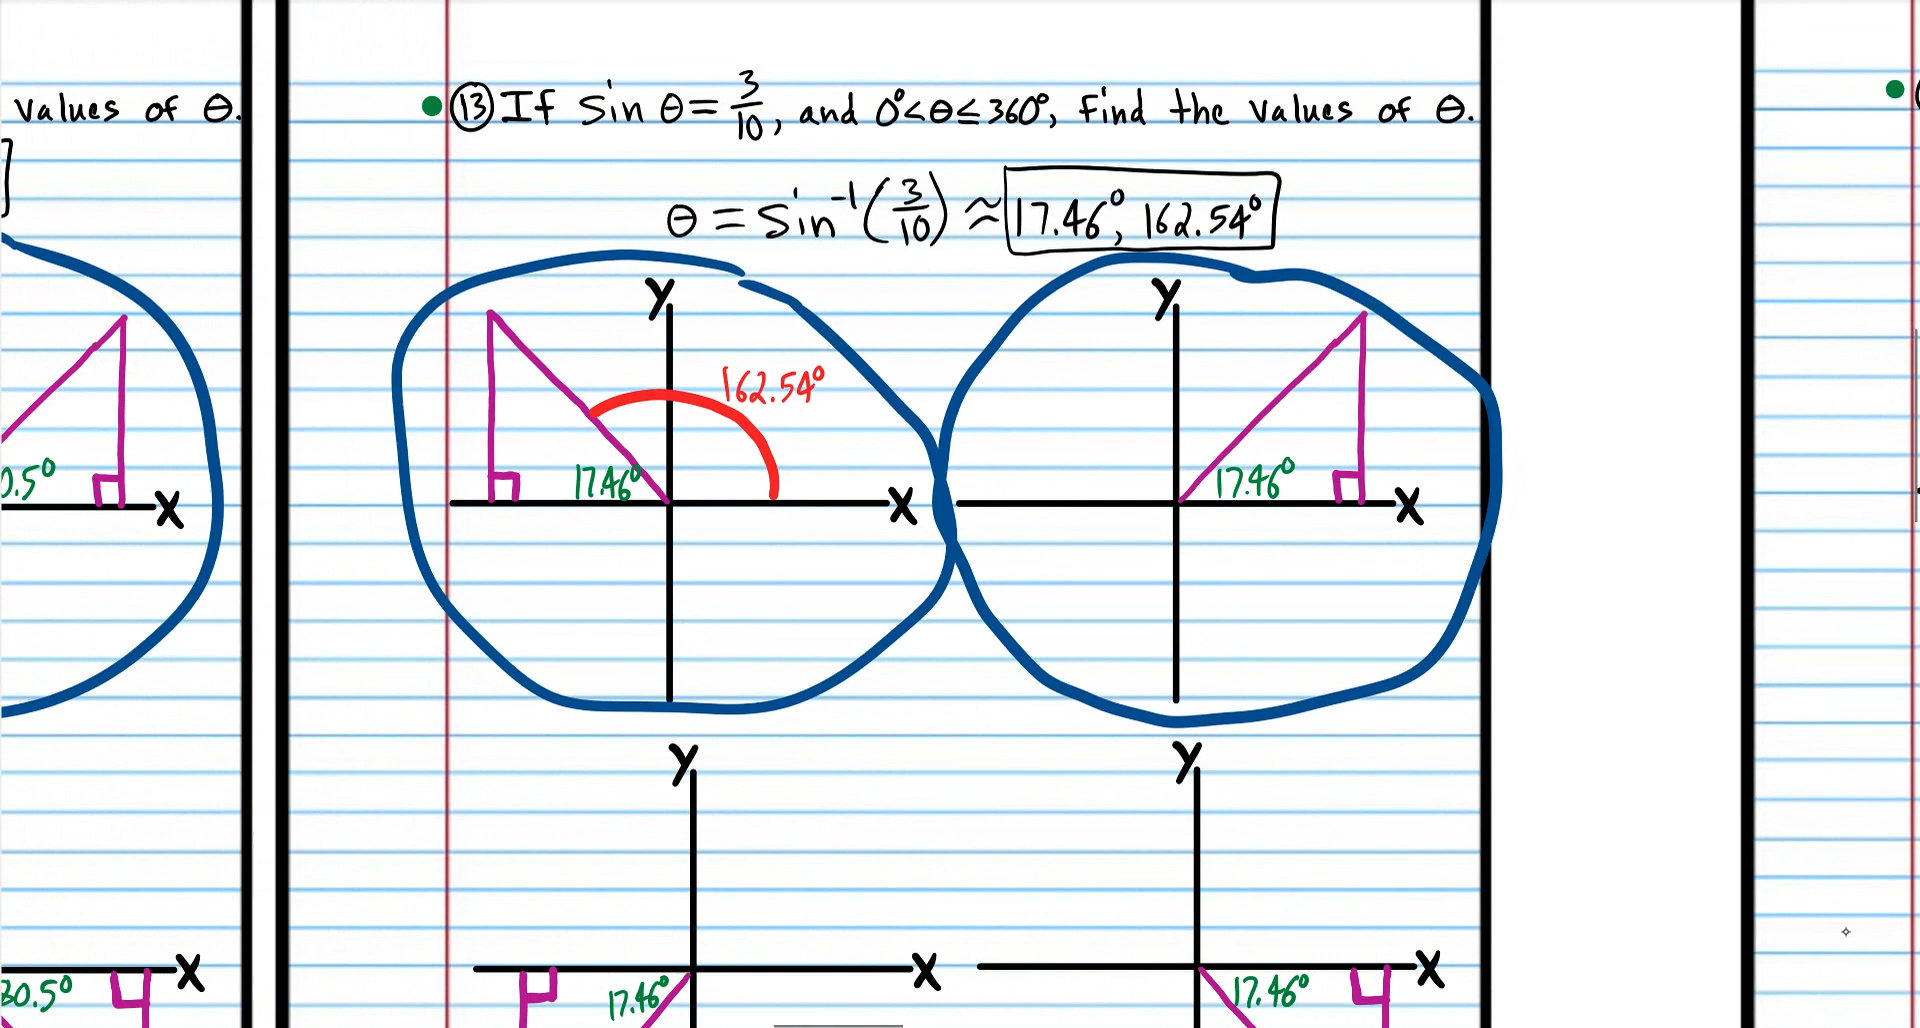 values of θ.
]
⑬ If sin θ = 3/10, and 0° < θ ≤ 360°, Find the values of θ.
θ = sin⁻¹(3/10) ≈ 17.46°, 162.54°
y
162.54°
17.46°
x
y
17.46°
x
0.5°
x
y
17.46°
x
y
17.46°
x
30.5°
x